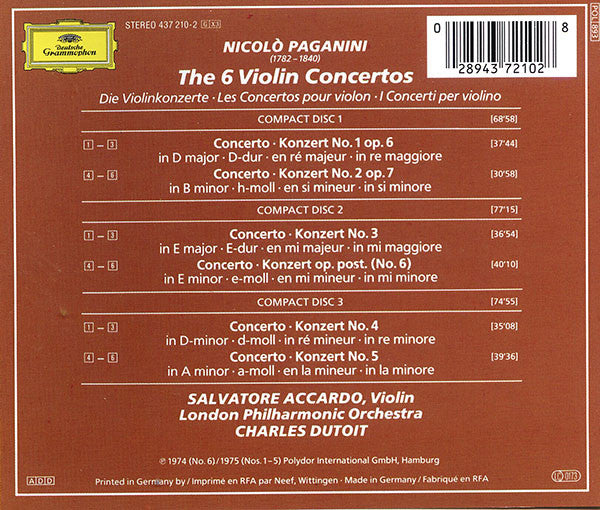 Deutsche
Grammophon
STEREO 437 210-2 G X3
POL 893
0 28943 72102 8
NICOLÒ PAGANINI
(1782–1840)
The 6 Violin Concertos
Die Violinkonzerte · Les Concertos pour violon · I Concerti per violino
COMPACT DISC 1 [68'58]
1 – 3 Concerto · Konzert No. 1 op. 6 [37'44]
in D major · D-dur · en ré majeur · in re maggiore
4 – 6 Concerto · Konzert No. 2 op. 7 [30'58]
in B minor · h-moll · en si mineur · in si minore
COMPACT DISC 2 [77'15]
1 – 3 Concerto · Konzert No. 3 [36'54]
in E major · E-dur · en mi majeur · in mi maggiore
4 – 6 Concerto · Konzert op. post. (No. 6) [40'10]
in E minor · e-moll · en mi mineur · in mi minore
COMPACT DISC 3 [74'55]
1 – 3 Concerto · Konzert No. 4 [35'08]
in D-minor · d-moll · in ré mineur · in re minore
4 – 6 Concerto · Konzert No. 5 [39'36]
in A minor · a-moll · en la mineur · in la minore
SALVATORE ACCARDO, Violin
London Philharmonic Orchestra
CHARLES DUTOIT
℗ 1974 (No. 6) / 1975 (Nos. 1–5) Polydor International GmbH, Hamburg
ADD Printed in Germany by / Imprimé en RFA par Neef, Wittingen · Made in Germany / Fabriqué en RFA LC 0173